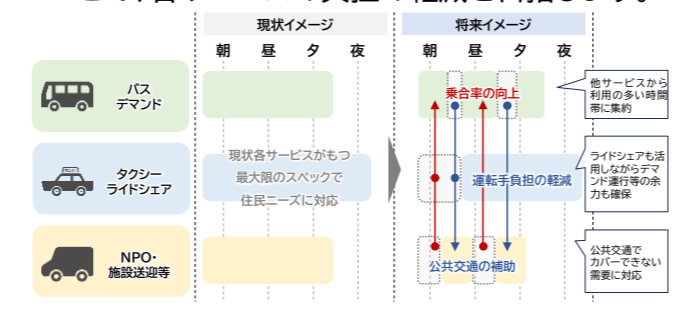 現状イメージ
将来イメージ
朝 昼 夕 夜
朝 昼 夕 夜
バス
デマンド
乗合率の向上
他サービスから
利用の多い時間
帯に集約
タクシー
ライドシェア
現状各サービスがもつ
最大限のスペックで
住民ニーズに対応
運転手負担の軽減
ライドシェアも活
用しながらデマ
ンド運行等の余
力も確保
NPO・
施設送迎等
公共交通の補助
公共交通で
カバーできない
需要に対応